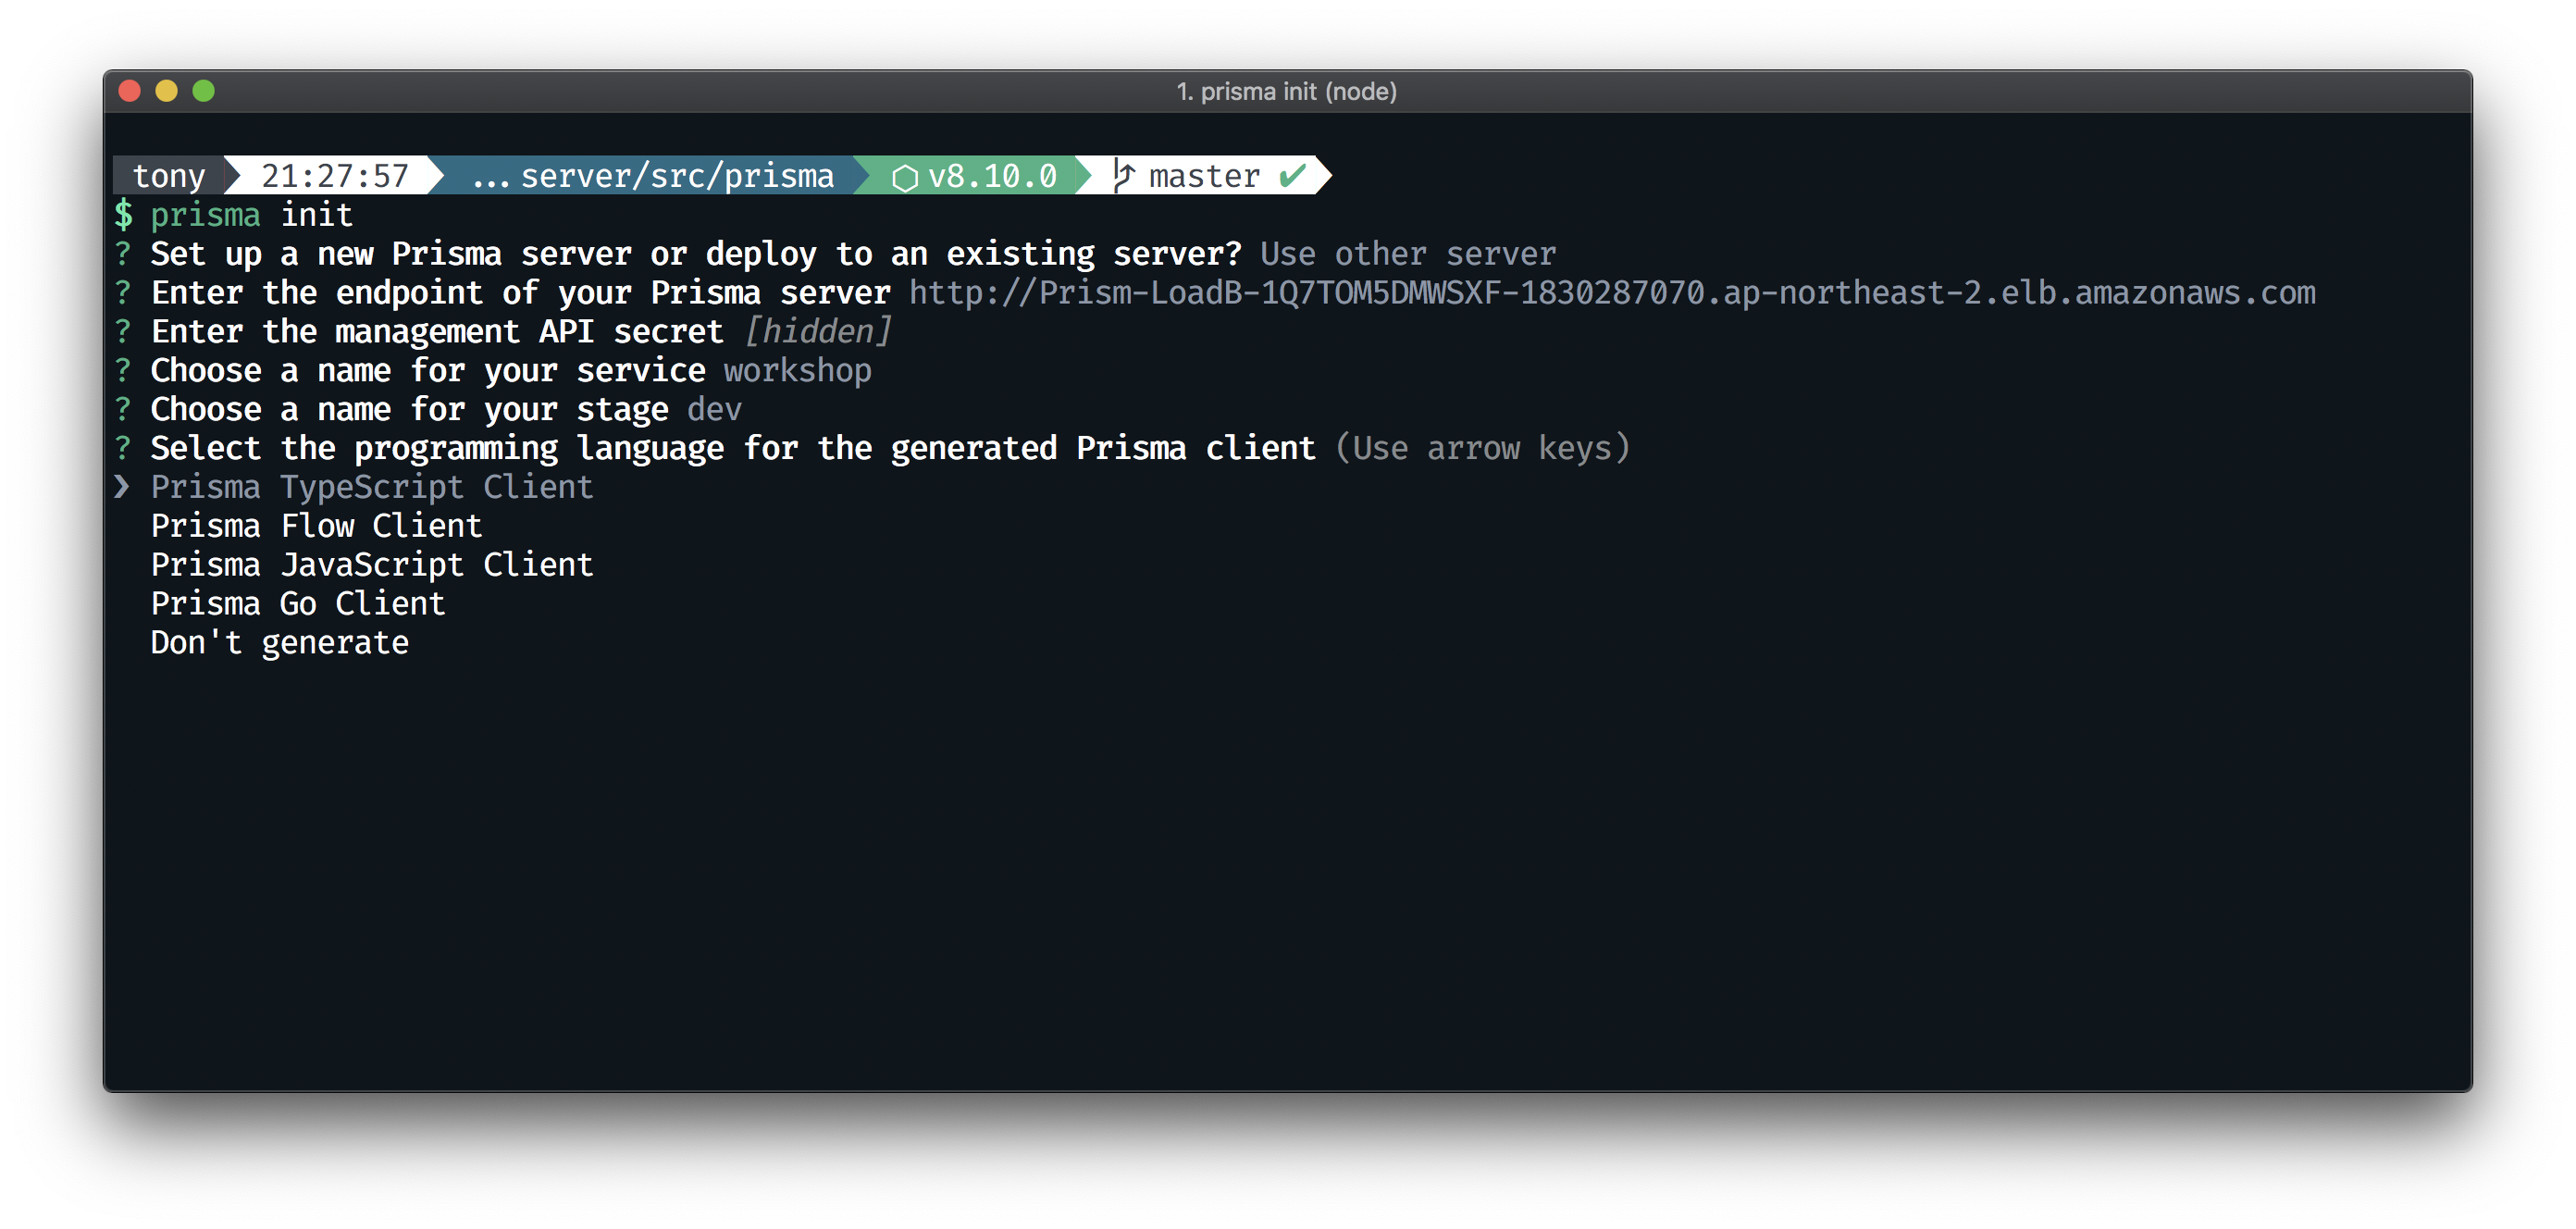 1. prisma init (node)
tony 21:27:57 ... server/src/prisma v8.10.0 master ✔
$ prisma init
? Set up a new Prisma server or deploy to an existing server? Use other server
? Enter the endpoint of your Prisma server http://Prism-LoadB-1Q7TOM5DMWSXF-1830287070.ap-northeast-2.elb.amazonaws.com
? Enter the management API secret [hidden]
? Choose a name for your service workshop
? Choose a name for your stage dev
? Select the programming language for the generated Prisma client (Use arrow keys)
❯ Prisma TypeScript Client
Prisma Flow Client
Prisma JavaScript Client
Prisma Go Client
Don't generate